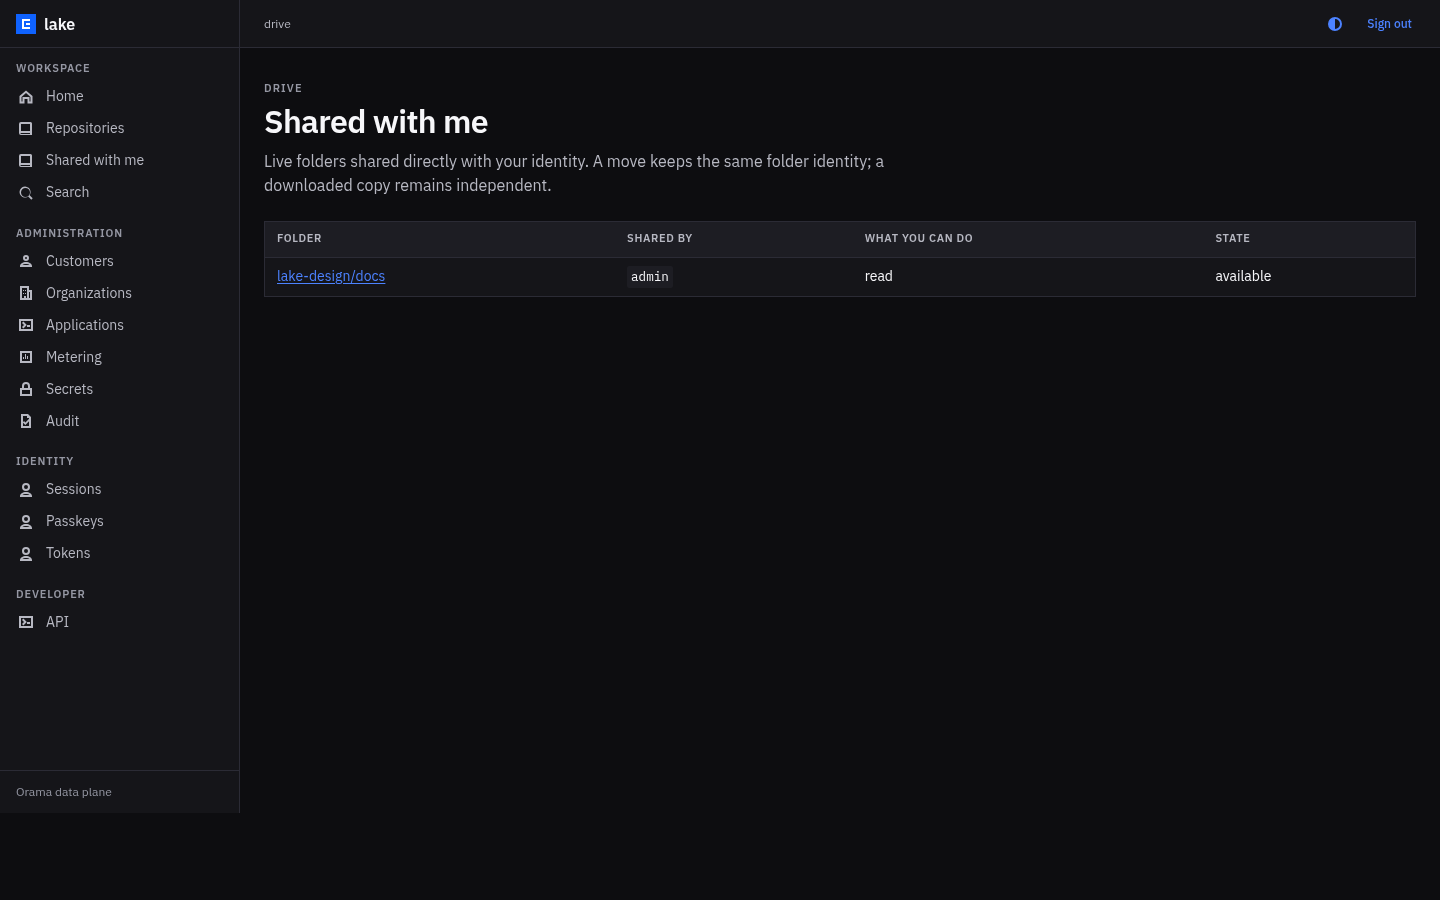 lake
drive
Sign out
WORKSPACE
Home
Repositories
Shared with me
Search
ADMINISTRATION
Customers
Organizations
Applications
Metering
Secrets
Audit
IDENTITY
Sessions
Passkeys
Tokens
DEVELOPER
API
Orama data plane
DRIVE
Shared with me
Live folders shared directly with your identity. A move keeps the same folder identity; a
downloaded copy remains independent.
FOLDER SHARED BY WHAT YOU CAN DO STATE
lake-design/docs admin read available